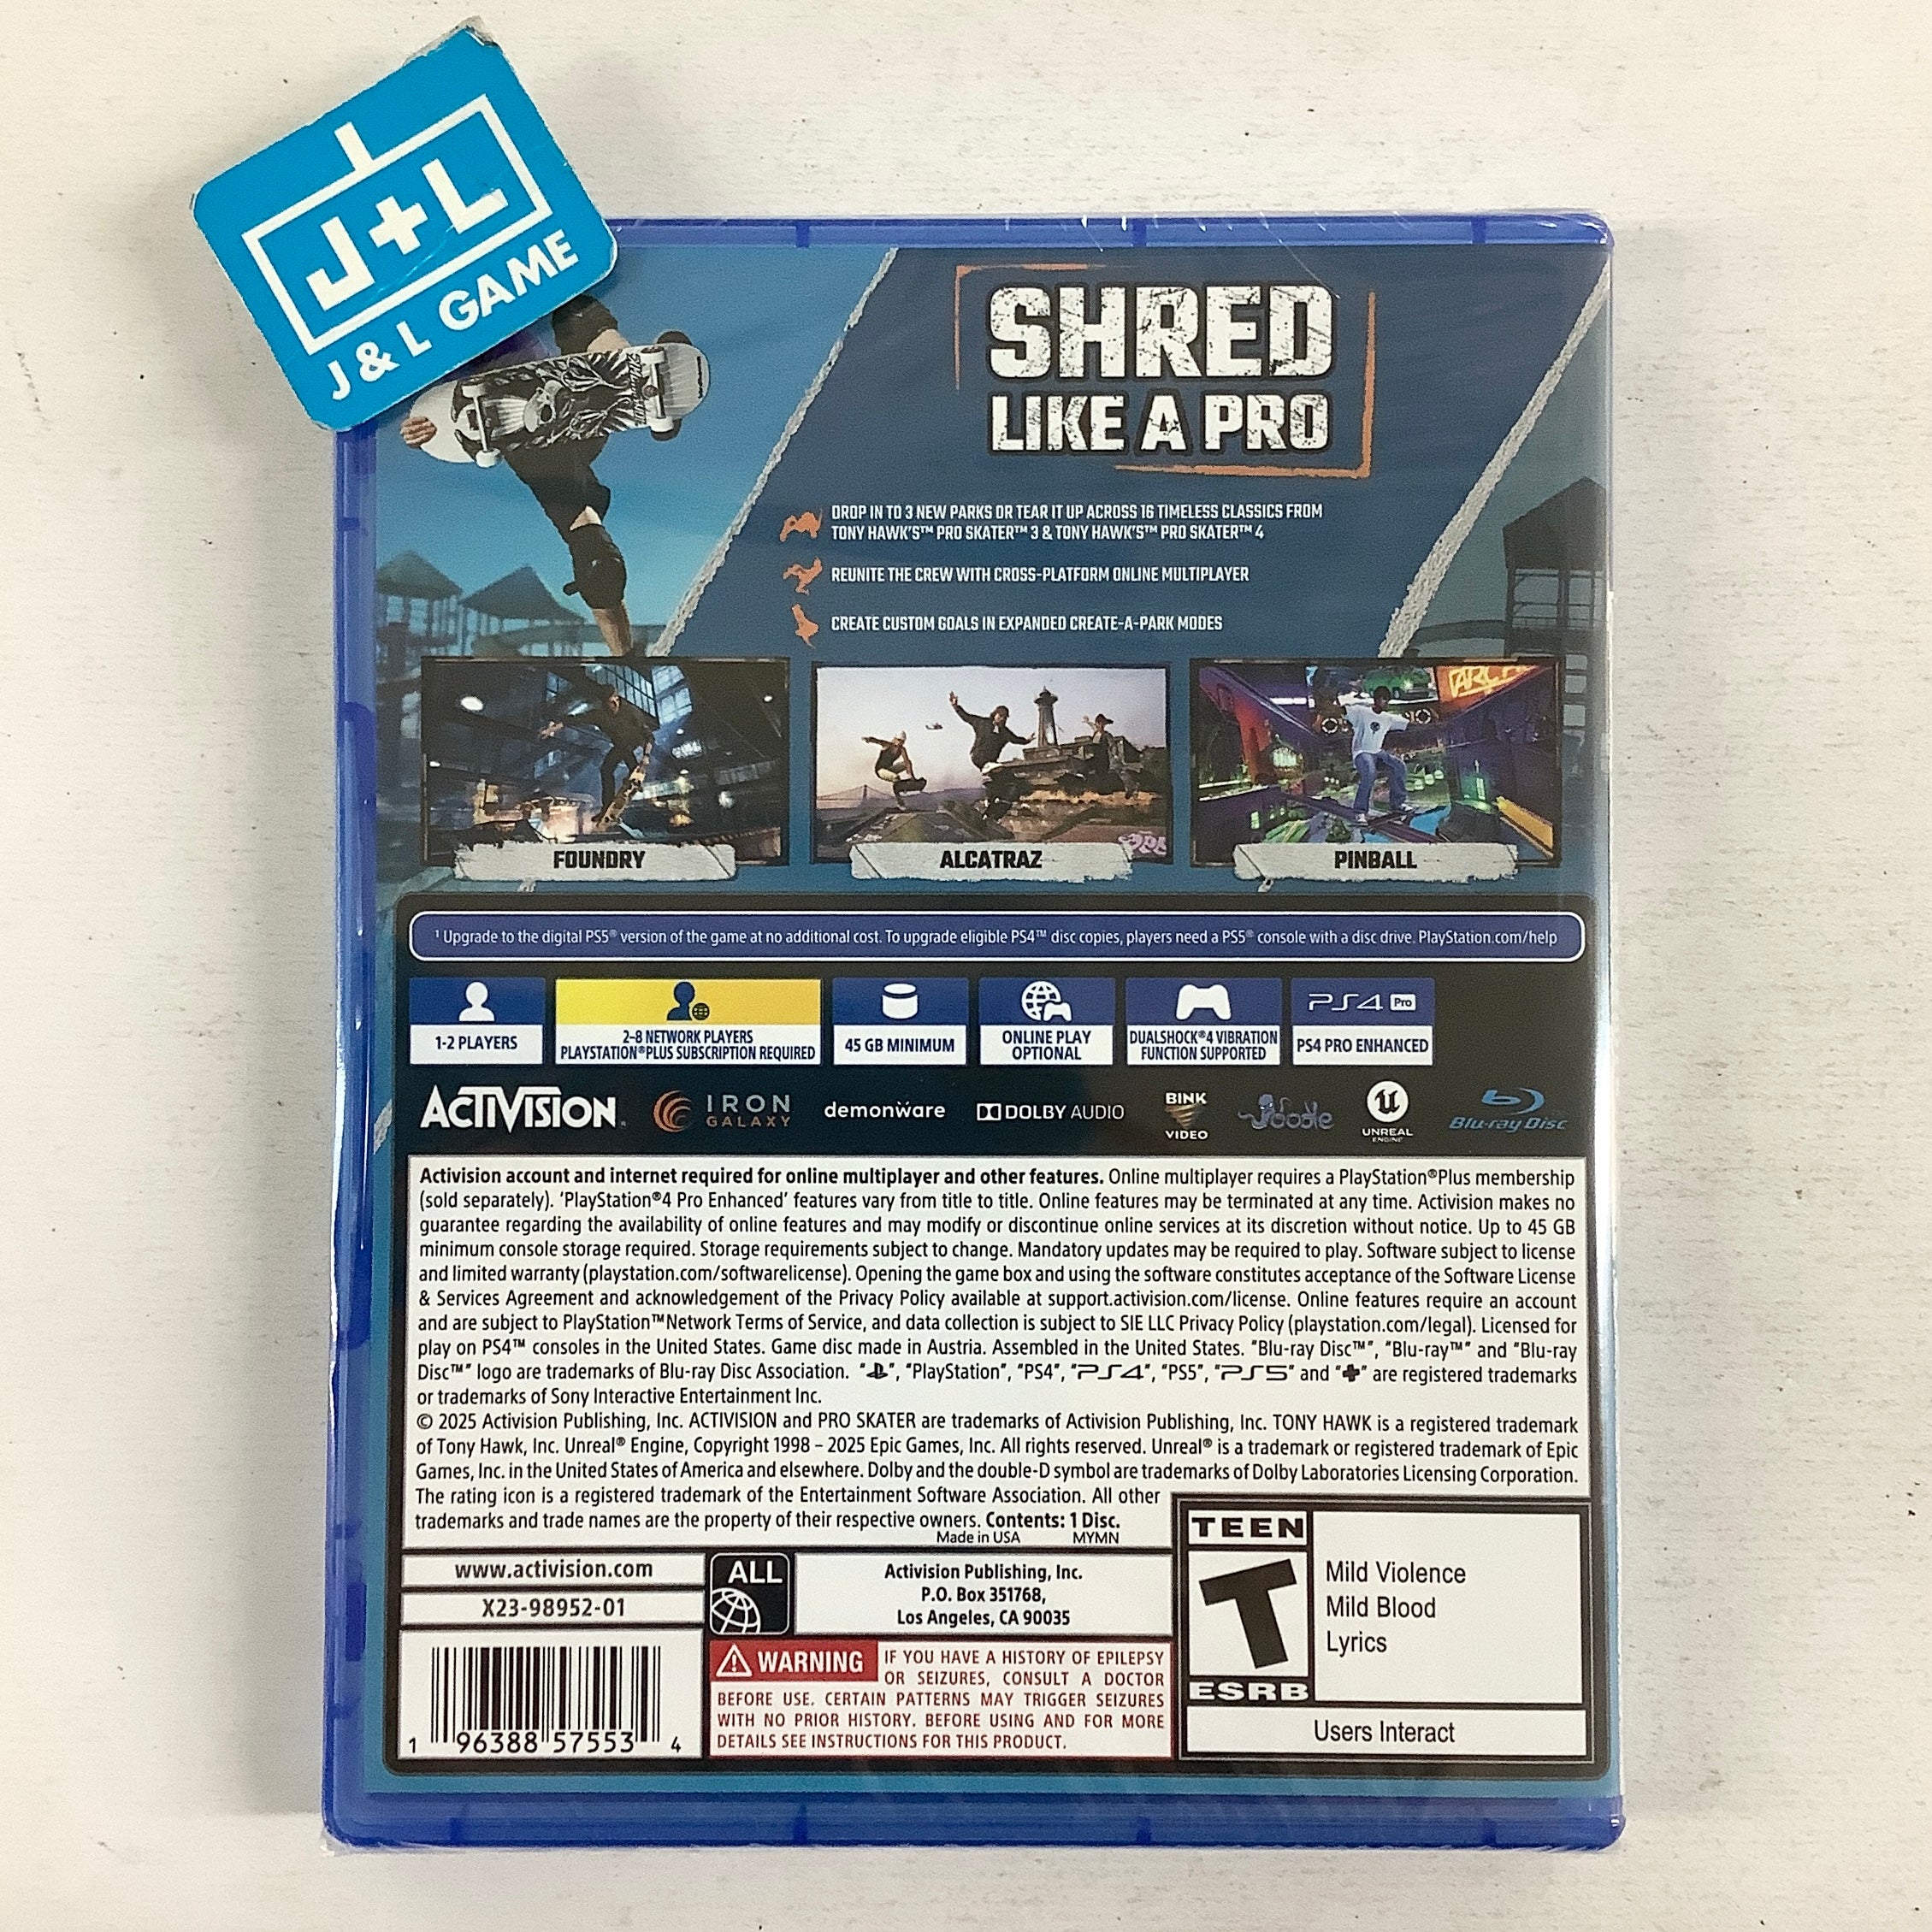 J+L
J & L GAME
SHRED
LIKE A PRO
DROP IN TO 3 NEW PARKS OR TEAR IT UP ACROSS 16 TIMELESS CLASSICS FROM
TONY HAWK'S™ PRO SKATER™ 3 & TONY HAWK'S™ PRO SKATER™ 4
REUNITE THE CREW WITH CROSS-PLATFORM ONLINE MULTIPLAYER
CREATE CUSTOM GOALS IN EXPANDED CREATE-A-PARK MODES
FOUNDRY
ALCATRAZ
PINBALL
¹ Upgrade to the digital PS5® version of the game at no additional cost. To upgrade eligible PS4™ disc copies, players need a PS5® console with a disc drive. PlayStation.com/help
PS4 Pro
1-2 PLAYERS
2-8 NETWORK PLAYERS
PLAYSTATION®PLUS SUBSCRIPTION REQUIRED
45 GB MINIMUM
ONLINE PLAY
OPTIONAL
DUALSHOCK®4 VIBRATION
FUNCTION SUPPORTED
PS4 PRO ENHANCED
ACTIVISION
IRON
GALAXY
demonware
DOLBY AUDIO
BINK
VIDEO
oodle
UNREAL
ENGINE
Blu-ray Disc
Activision account and internet required for online multiplayer and other features. Online multiplayer requires a PlayStation®Plus membership
(sold separately). 'PlayStation®4 Pro Enhanced' features vary from title to title. Online features may be terminated at any time. Activision makes no
guarantee regarding the availability of online features and may modify or discontinue online services at its discretion without notice. Up to 45 GB
minimum console storage required. Storage requirements subject to change. Mandatory updates may be required to play. Software subject to license
and limited warranty (playstation.com/softwarelicense). Opening the game box and using the software constitutes acceptance of the Software License
& Services Agreement and acknowledgement of the Privacy Policy available at support.activision.com/license. Online features require an account
and are subject to PlayStation™Network Terms of Service, and data collection is subject to SIE LLC Privacy Policy (playstation.com/legal). Licensed for
play on PS4™ consoles in the United States. Game disc made in Austria. Assembled in the United States. "Blu-ray Disc™", "Blu-ray™" and "Blu-ray
Disc™" logo are trademarks of Blu-ray Disc Association. "", "PlayStation", "PS4", "PS4", "PS5", "PS5" and "" are registered trademarks
or trademarks of Sony Interactive Entertainment Inc.
© 2025 Activision Publishing, Inc. ACTIVISION and PRO SKATER are trademarks of Activision Publishing, Inc. TONY HAWK is a registered trademark
of Tony Hawk, Inc. Unreal® Engine, Copyright 1998 – 2025 Epic Games, Inc. All rights reserved. Unreal® is a trademark or registered trademark of Epic
Games, Inc. in the United States of America and elsewhere. Dolby and the double-D symbol are trademarks of Dolby Laboratories Licensing Corporation.
The rating icon is a registered trademark of the Entertainment Software Association. All other
trademarks and trade names are the property of their respective owners. Contents: 1 Disc.
Made in USA MYMN
www.activision.com
X23-98952-01
ALL
Activision Publishing, Inc.
P.O. Box 351768,
Los Angeles, CA 90035
WARNING IF YOU HAVE A HISTORY OF EPILEPSY
OR SEIZURES, CONSULT A DOCTOR
BEFORE USE. CERTAIN PATTERNS MAY TRIGGER SEIZURES
WITH NO PRIOR HISTORY. BEFORE USING AND FOR MORE
DETAILS SEE INSTRUCTIONS FOR THIS PRODUCT.
1 96388 57553 4
TEEN
T
ESRB
Mild Violence
Mild Blood
Lyrics
Users Interact